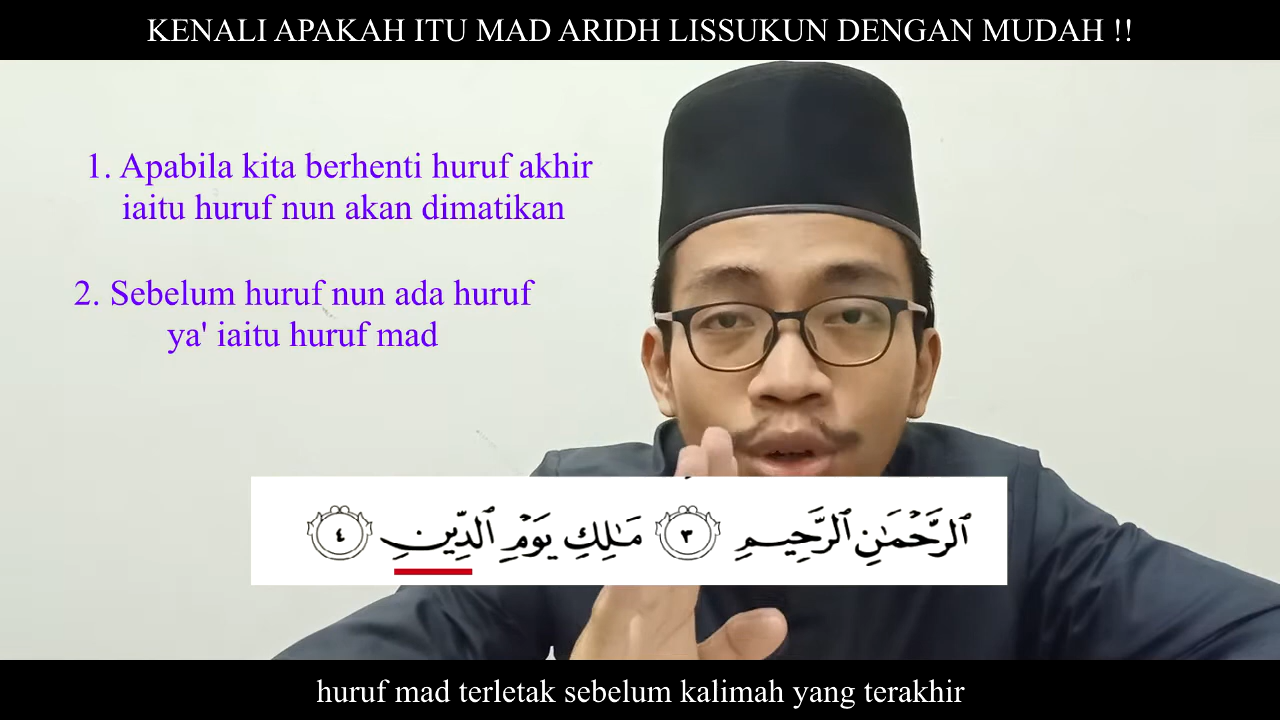 KENALI APAKAH ITU MAD ARIDH LISSUKUN DENGAN MUDAH !!
1. Apabila kita berhenti huruf akhir
iaitu huruf nun akan dimatikan
2. Sebelum huruf nun ada huruf
ya' iaitu huruf mad
ٱلرَّحْمَـٰنِ ٱلرَّحِيمِ ٣ مَـٰلِكِ يَوْمِ ٱلدِّينِ ٤
huruf mad terletak sebelum kalimah yang terakhir